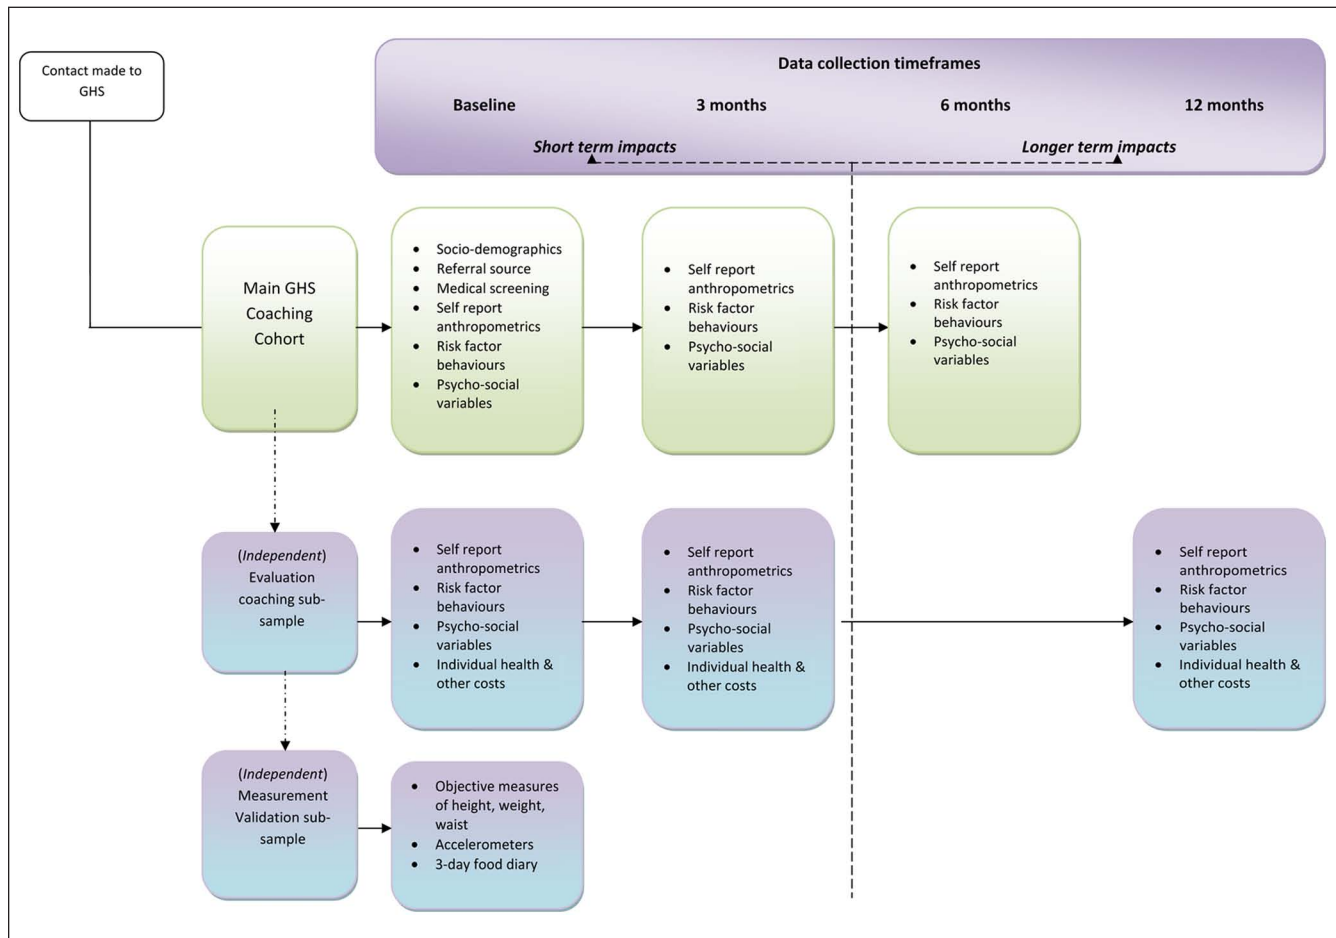 Contact made to
GHS
Data collection timeframes
Baseline 3 months 6 months 12 months
Short term impacts Longer term impacts
Main GHS
Coaching
Cohort
• Socio-demographics
• Referral source
• Medical screening
• Self report
anthropometrics
• Risk factor
behaviours
• Psycho-social
variables
• Self report
anthropometrics
• Risk factor
behaviours
• Psycho-social
variables
• Self report
anthropometrics
• Risk factor
behaviours
• Psycho-social
variables
(Independent)
Evaluation
coaching sub-
sample
• Self report
anthropometrics
• Risk factor
behaviours
• Psycho-social
variables
• Individual health &
other costs
• Self report
anthropometrics
• Risk factor
behaviours
• Psycho-social
variables
• Individual health &
other costs
• Self report
anthropometrics
• Risk factor
behaviours
• Psycho-social
variables
• Individual health &
other costs
(Independent)
Measurement
Validation sub-
sample
• Objective measures
of height, weight,
waist
• Accelerometers
• 3-day food diary